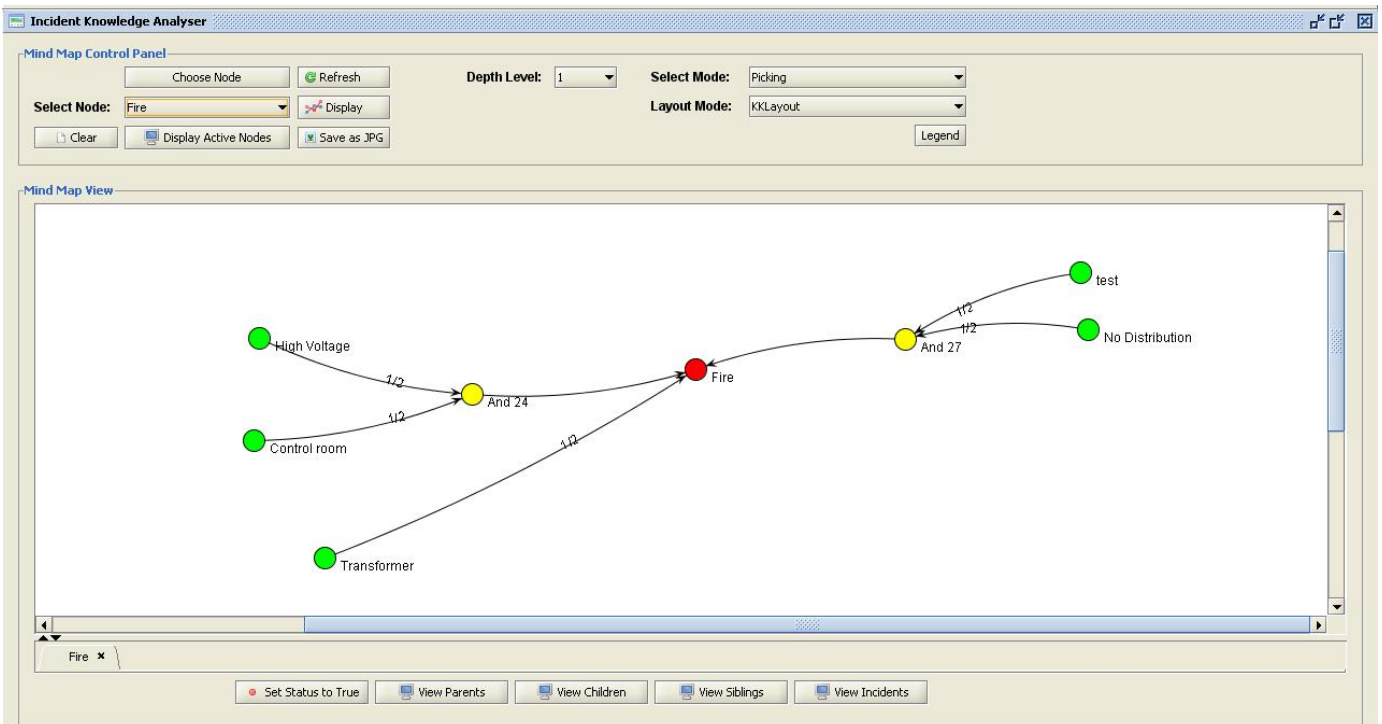 Incident Knowledge Analyser
Mind Map Control Panel
Choose Node
Refresh
Depth Level: 1
Select Mode: Picking
Select Node: Fire
Display
Layout Mode: KKLayout
Clear
Display Active Nodes
Save as JPG
Legend
Mind Map View
test
1/2
1/2
No Distribution
High Voltage
And 27
Fire
1/2
And 24
1/2
Control room
1/2
Transformer
Fire
Set Status to True
View Parents
View Children
View Siblings
View Incidents